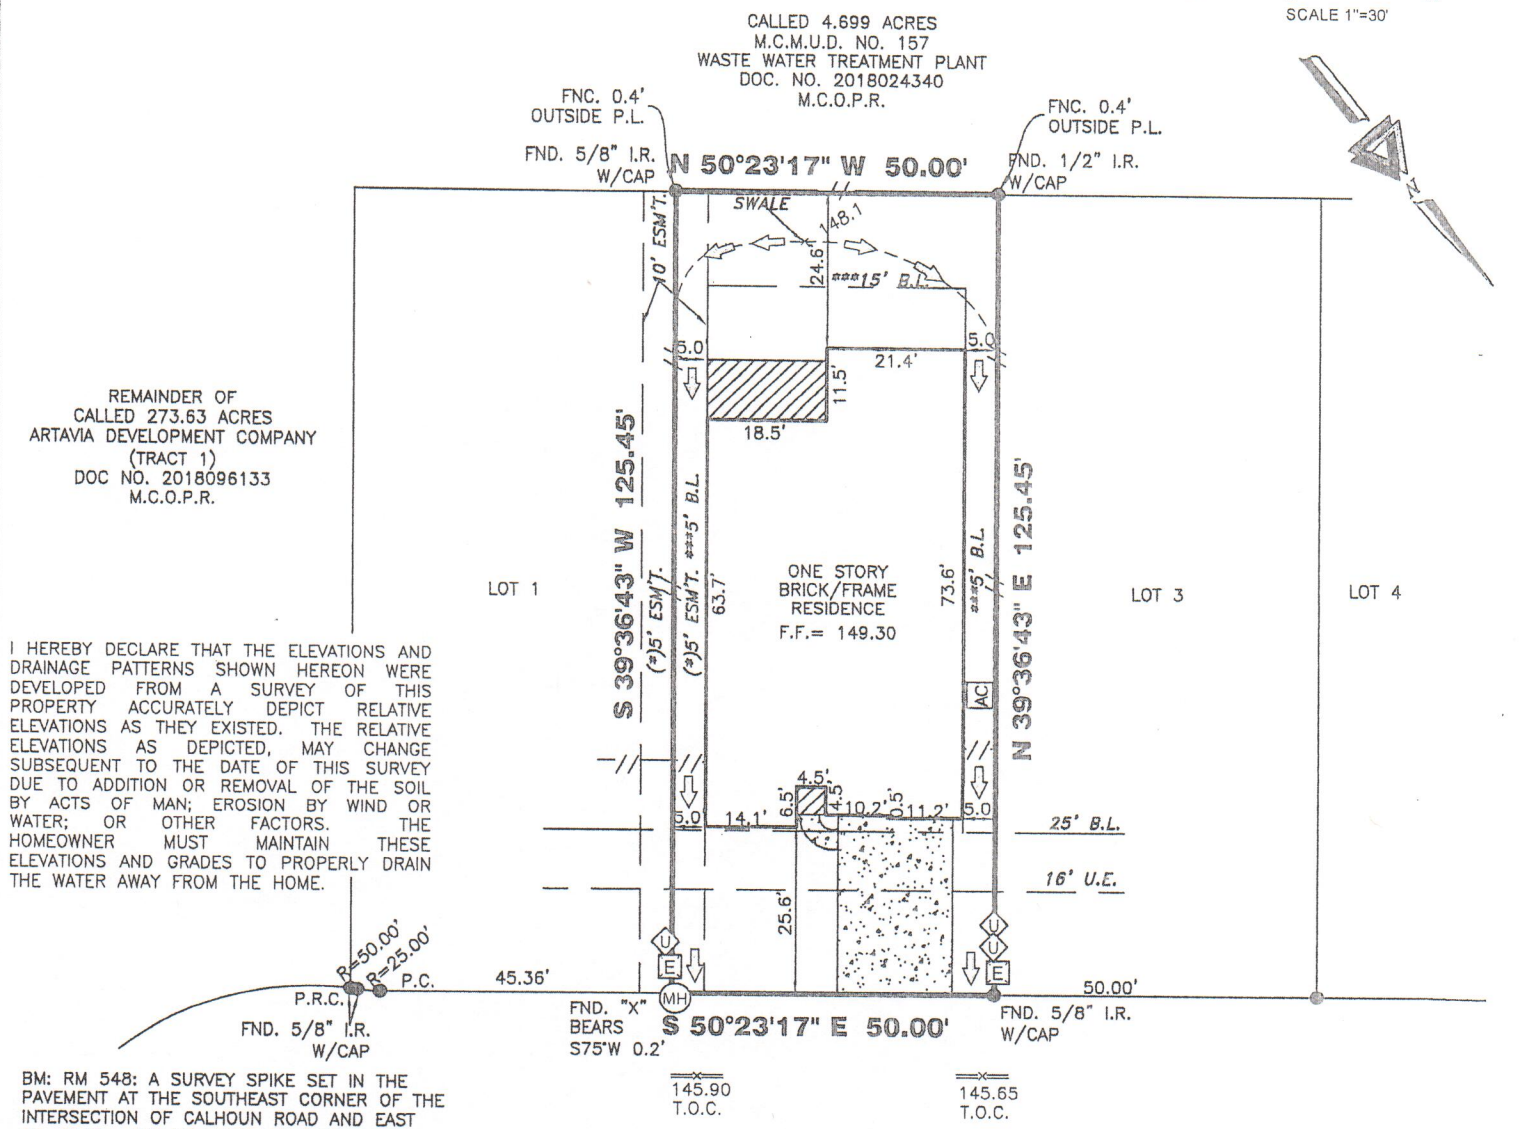 SCALE 1"=30'
CALLED 4.699 ACRES
M.C.M.U.D. NO. 157
WASTE WATER TREATMENT PLANT
DOC. NO. 2018024340
M.C.O.P.R.
FNC. 0.4'
OUTSIDE P.L.
FNC. 0.4'
OUTSIDE P.L.
FND. 5/8" I.R.
W/CAP
N 50°23'17" W 50.00'
FND. 1/2" I.R.
W/CAP
N
SWALE
148.1
10' ESM'T.
24.6'
***15' B.L.
5.0
5.0
21.4'
11.5'
18.5'
REMAINDER OF
CALLED 273.63 ACRES
ARTAVIA DEVELOPMENT COMPANY
(TRACT 1)
DOC NO. 2018096133
M.C.O.P.R.
S 39°36'43" W 125.45'
(*)5' ESM'T.
(*)5' ESM'T. ***5' B.L.
63.7'
ONE STORY
BRICK/FRAME
RESIDENCE
F.F.= 149.30
73.6'
***5' B.L.
N 39°36'43" E 125.45'
LOT 1
LOT 3
LOT 4
AC
I HEREBY DECLARE THAT THE ELEVATIONS AND
DRAINAGE PATTERNS SHOWN HEREON WERE
DEVELOPED FROM A SURVEY OF THIS
PROPERTY ACCURATELY DEPICT RELATIVE
ELEVATIONS AS THEY EXISTED. THE RELATIVE
ELEVATIONS AS DEPICTED, MAY CHANGE
SUBSEQUENT TO THE DATE OF THIS SURVEY
DUE TO ADDITION OR REMOVAL OF THE SOIL
BY ACTS OF MAN; EROSION BY WIND OR
WATER; OR OTHER FACTORS. THE
HOMEOWNER MUST MAINTAIN THESE
ELEVATIONS AND GRADES TO PROPERLY DRAIN
THE WATER AWAY FROM THE HOME.
4.5'
6.5'
4.5'
10.2'
0.5'
11.2'
5.0
14.1'
5.0
25' B.L.
16' U.E.
25.6'
U
E
U
U
E
R=50.00'
R=25.00'
P.R.C.
P.C.
45.36'
MH
50.00'
FND. 5/8" I.R.
W/CAP
FND. "X"
BEARS
S75°W 0.2'
S 50°23'17" E 50.00'
FND. 5/8" I.R.
W/CAP
145.90
T.O.C.
145.65
T.O.C.
BM: RM 548: A SURVEY SPIKE SET IN THE
PAVEMENT AT THE SOUTHEAST CORNER OF THE
INTERSECTION OF CALHOUN ROAD AND EAST